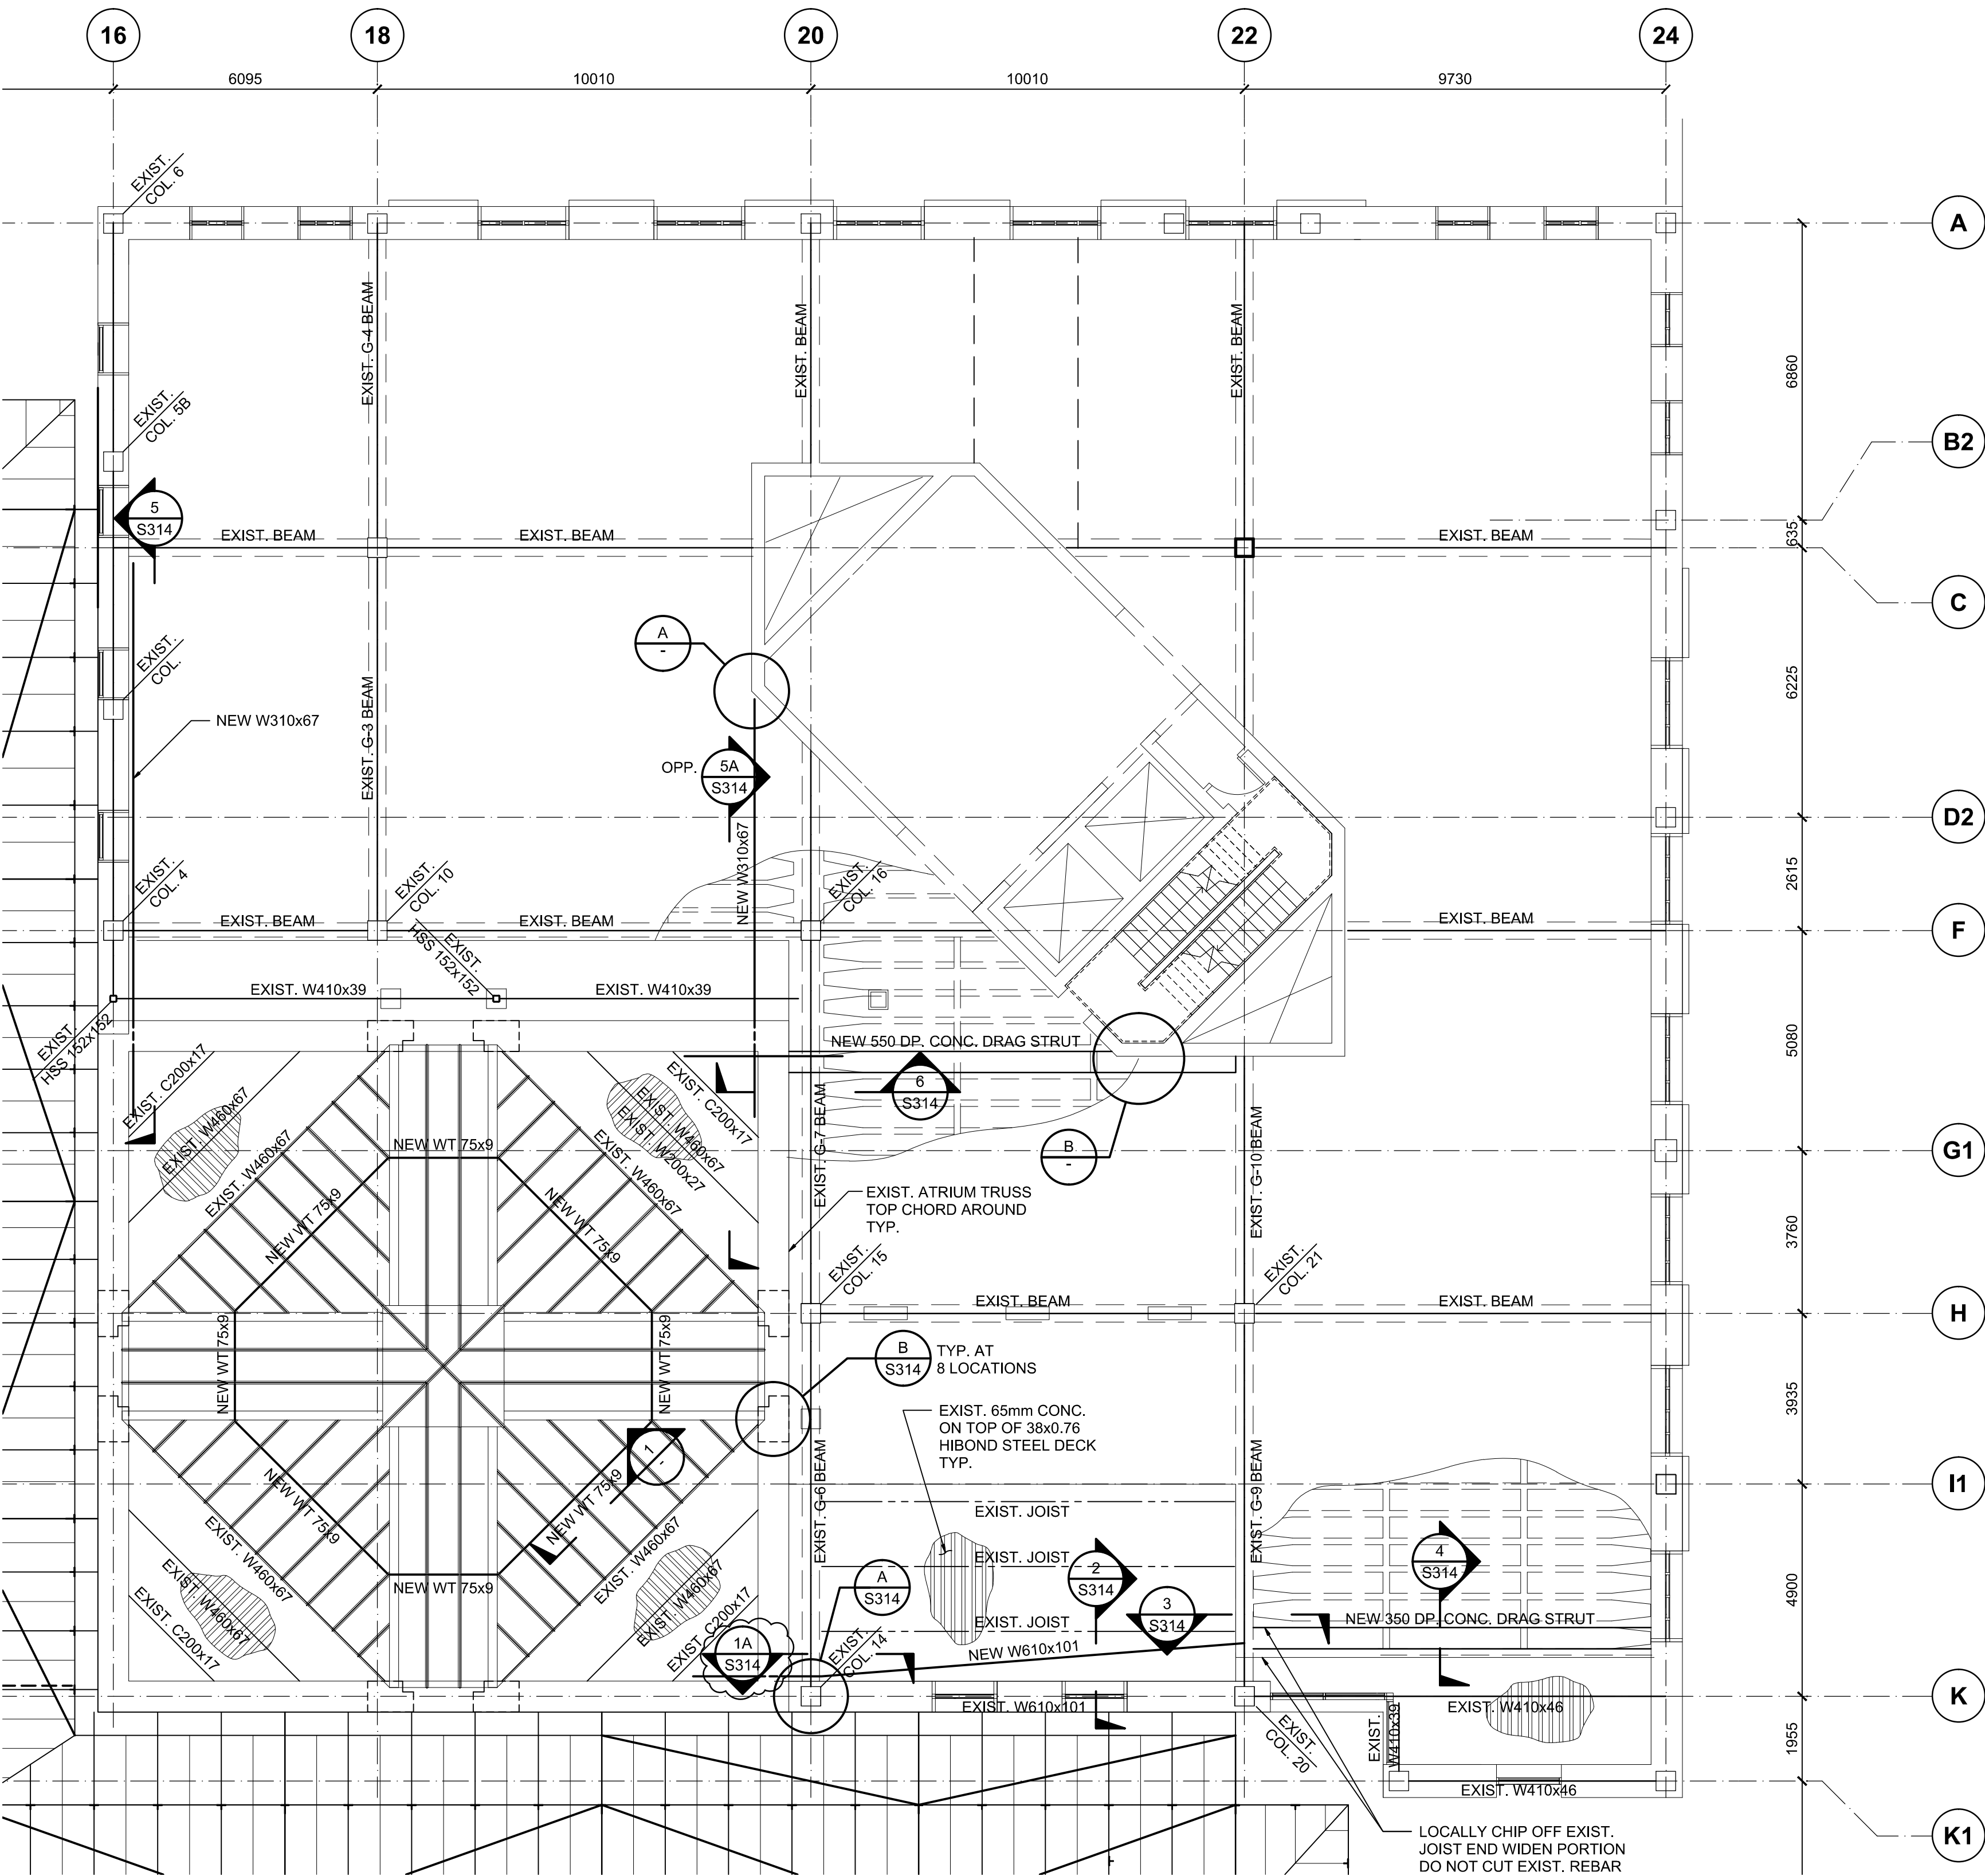 16
18
20
22
24
6095
10010
10010
9730
EXIST.
COL. 6
A
EXIST. G-4 BEAM
EXIST. BEAM
EXIST. BEAM
6860
EXIST.
COL. 5B
B2
5
S314
EXIST. BEAM
EXIST. BEAM
EXIST. BEAM
635
C
A
-
EXIST.
COL.
NEW W310x67
EXIST. G-3 BEAM
6225
OPP.
5A
S314
NEW W310x67
D2
2615
EXIST.
COL. 4
EXIST.
COL. 10
EXIST.
COL. 16
EXIST. BEAM
EXIST. BEAM
EXIST. BEAM
F
EXIST.
HSS 152x152
EXIST. W410x39
EXIST. W410x39
EXIST.
HSS 152x152
NEW 550 DP. CONC. DRAG STRUT
5080
6
S314
EXIST. C200x17
EXIST. W460x67
EXIST. W460x67
NEW WT 75x9
EXIST. C200x17
EXIST. W460x67
EXIST. W200x27
EXIST. W460x67
EXIST. G-7 BEAM
EXIST. G-10 BEAM
B
-
G1
EXIST. ATRIUM TRUSS
TOP CHORD AROUND
TYP.
NEW WT 75x9
NEW WT 75x9
3760
EXIST.
COL. 15
EXIST.
COL. 21
EXIST. BEAM
EXIST. BEAM
H
NEW WT 75x9
NEW WT 75x9
B
S314
TYP. AT
8 LOCATIONS
3935
EXIST. 65mm CONC.
ON TOP OF 38x0.76
HIBOND STEEL DECK
TYP.
1
-
I1
NEW WT 75x9
NEW WT 75x9
EXIST. G-6 BEAM
EXIST. G-9 BEAM
EXIST. JOIST
EXIST. JOIST
EXIST. JOIST
EXIST. W460x67
EXIST. W460x67
NEW WT 75x9
EXIST. W460x67
EXIST. C200x17
EXIST. W460x67
EXIST. C200x17
A
S314
2
S314
3
S314
4
S314
4900
NEW 350 DP. CONC. DRAG STRUT
1A
S314
EXIST.
COL. 14
NEW W610x101
EXIST. W610x101
EXIST. W410x46
K
EXIST.
COL. 20
EXIST.
W410x39
1955
EXIST. W410x46
K1
LOCALLY CHIP OFF EXIST.
JOIST END WIDEN PORTION
DO NOT CUT EXIST. REBAR